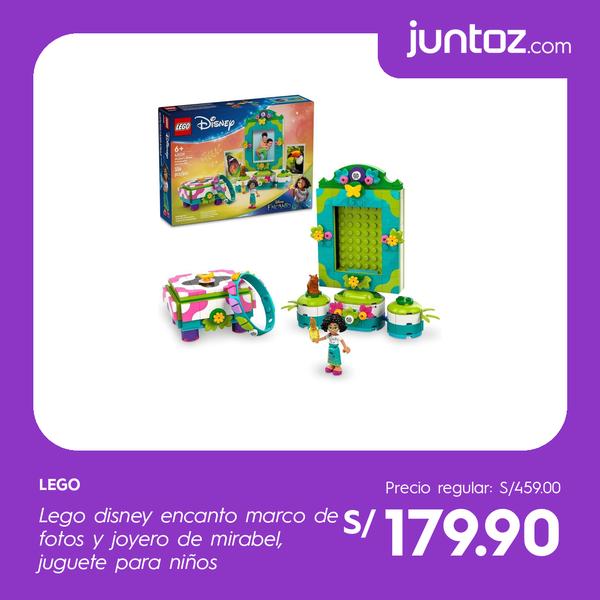 juntoz.com
LEGO
Disney
6+
ENCANTO
LEGO
Precio regular: S/459.00
Lego disney encanto marco de
fotos y joyero de mirabel,
juguete para niños
S/ 179.90